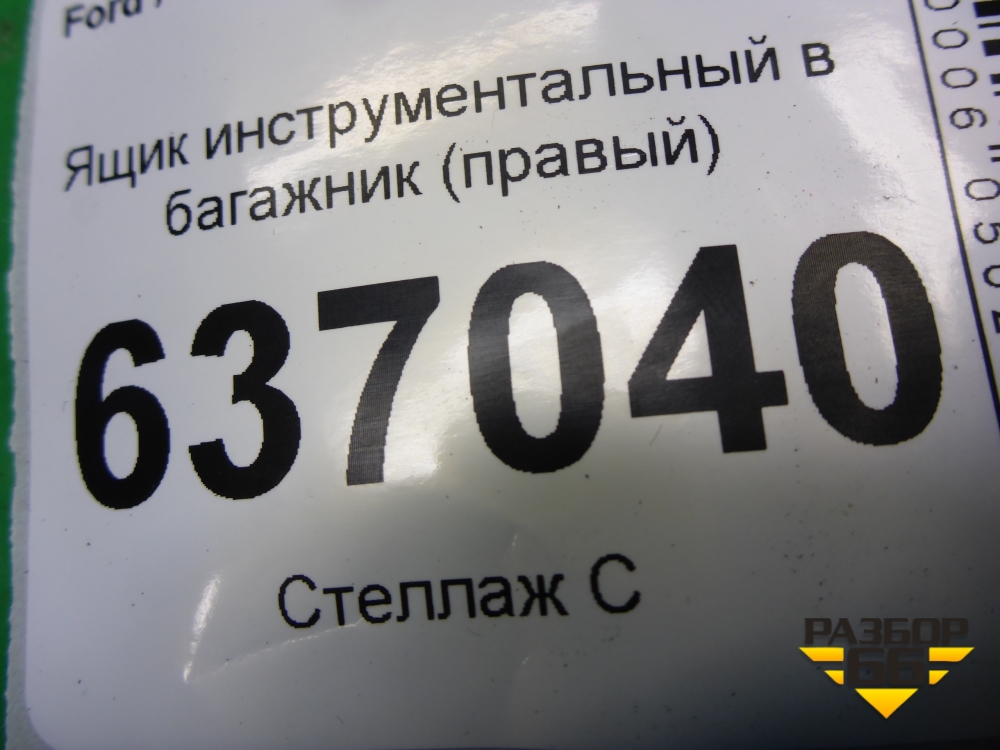 Ford
Ящик инструментальный в
багажник (правый)
637040
Стеллаж С
РАЗБОР
66